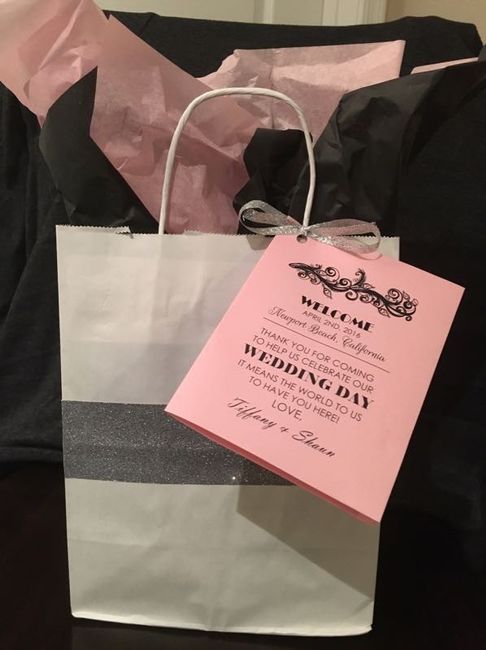 WELCOME
APRIL 2ND, 2016
Newport Beach, California
THANK YOU FOR COMING
TO HELP US CELEBRATE OUR
WEDDING DAY
IT MEANS THE WORLD TO US
TO HAVE YOU HERE!
LOVE,
Tiffany & Shaun